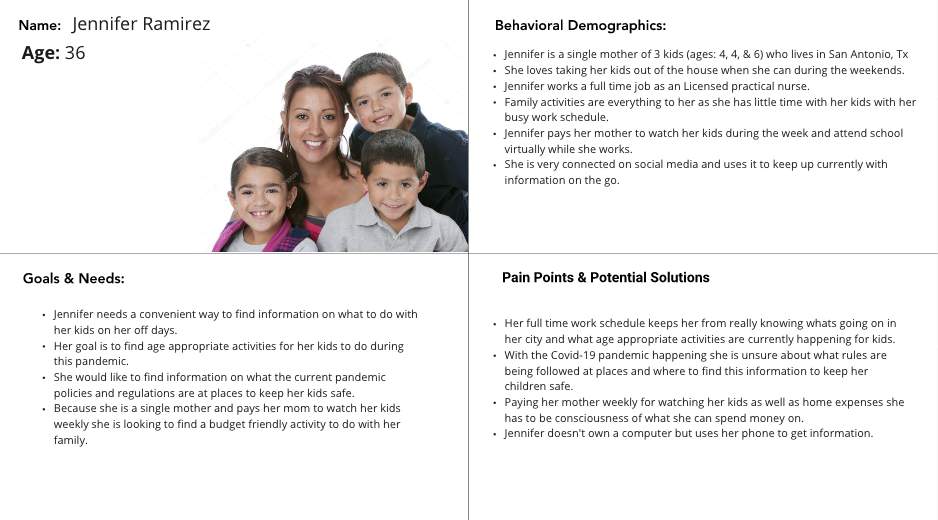 Name: Jennifer Ramirez
Age: 36
Behavioral Demographics:
• Jennifer is a single mother of 3 kids (ages: 4, 4, & 6) who lives in San Antonio, Tx
• She loves taking her kids out of the house when she can during the weekends.
• Jennifer works a full time job as an Licensed practical nurse.
• Family activities are everything to her as she has little time with her kids with her
busy work schedule.
• Jennifer pays her mother to watch her kids during the week and attend school
virtually while she works.
• She is very connected on social media and uses it to keep up currently with
information on the go.
Goals & Needs:
• Jennifer needs a convenient way to find information on what to do with
her kids on her off days.
• Her goal is to find age appropriate activities for her kids to do during
this pandemic.
• She would like to find information on what the current pandemic
policies and regulations are at places to keep her kids safe.
• Because she is a single mother and pays her mom to watch her kids
weekly she is looking to find a budget friendly activity to do with her
family.
Pain Points & Potential Solutions
• Her full time work schedule keeps her from really knowing whats going on in
her city and what age appropriate activities are currently happening for kids.
• With the Covid-19 pandemic happening she is unsure about what rules are
being followed at places and where to find this information to keep her
children safe.
• Paying her mother weekly for watching her kids as well as home expenses she
has to be consciousness of what she can spend money on.
• Jennifer doesn't own a computer but uses her phone to get information.